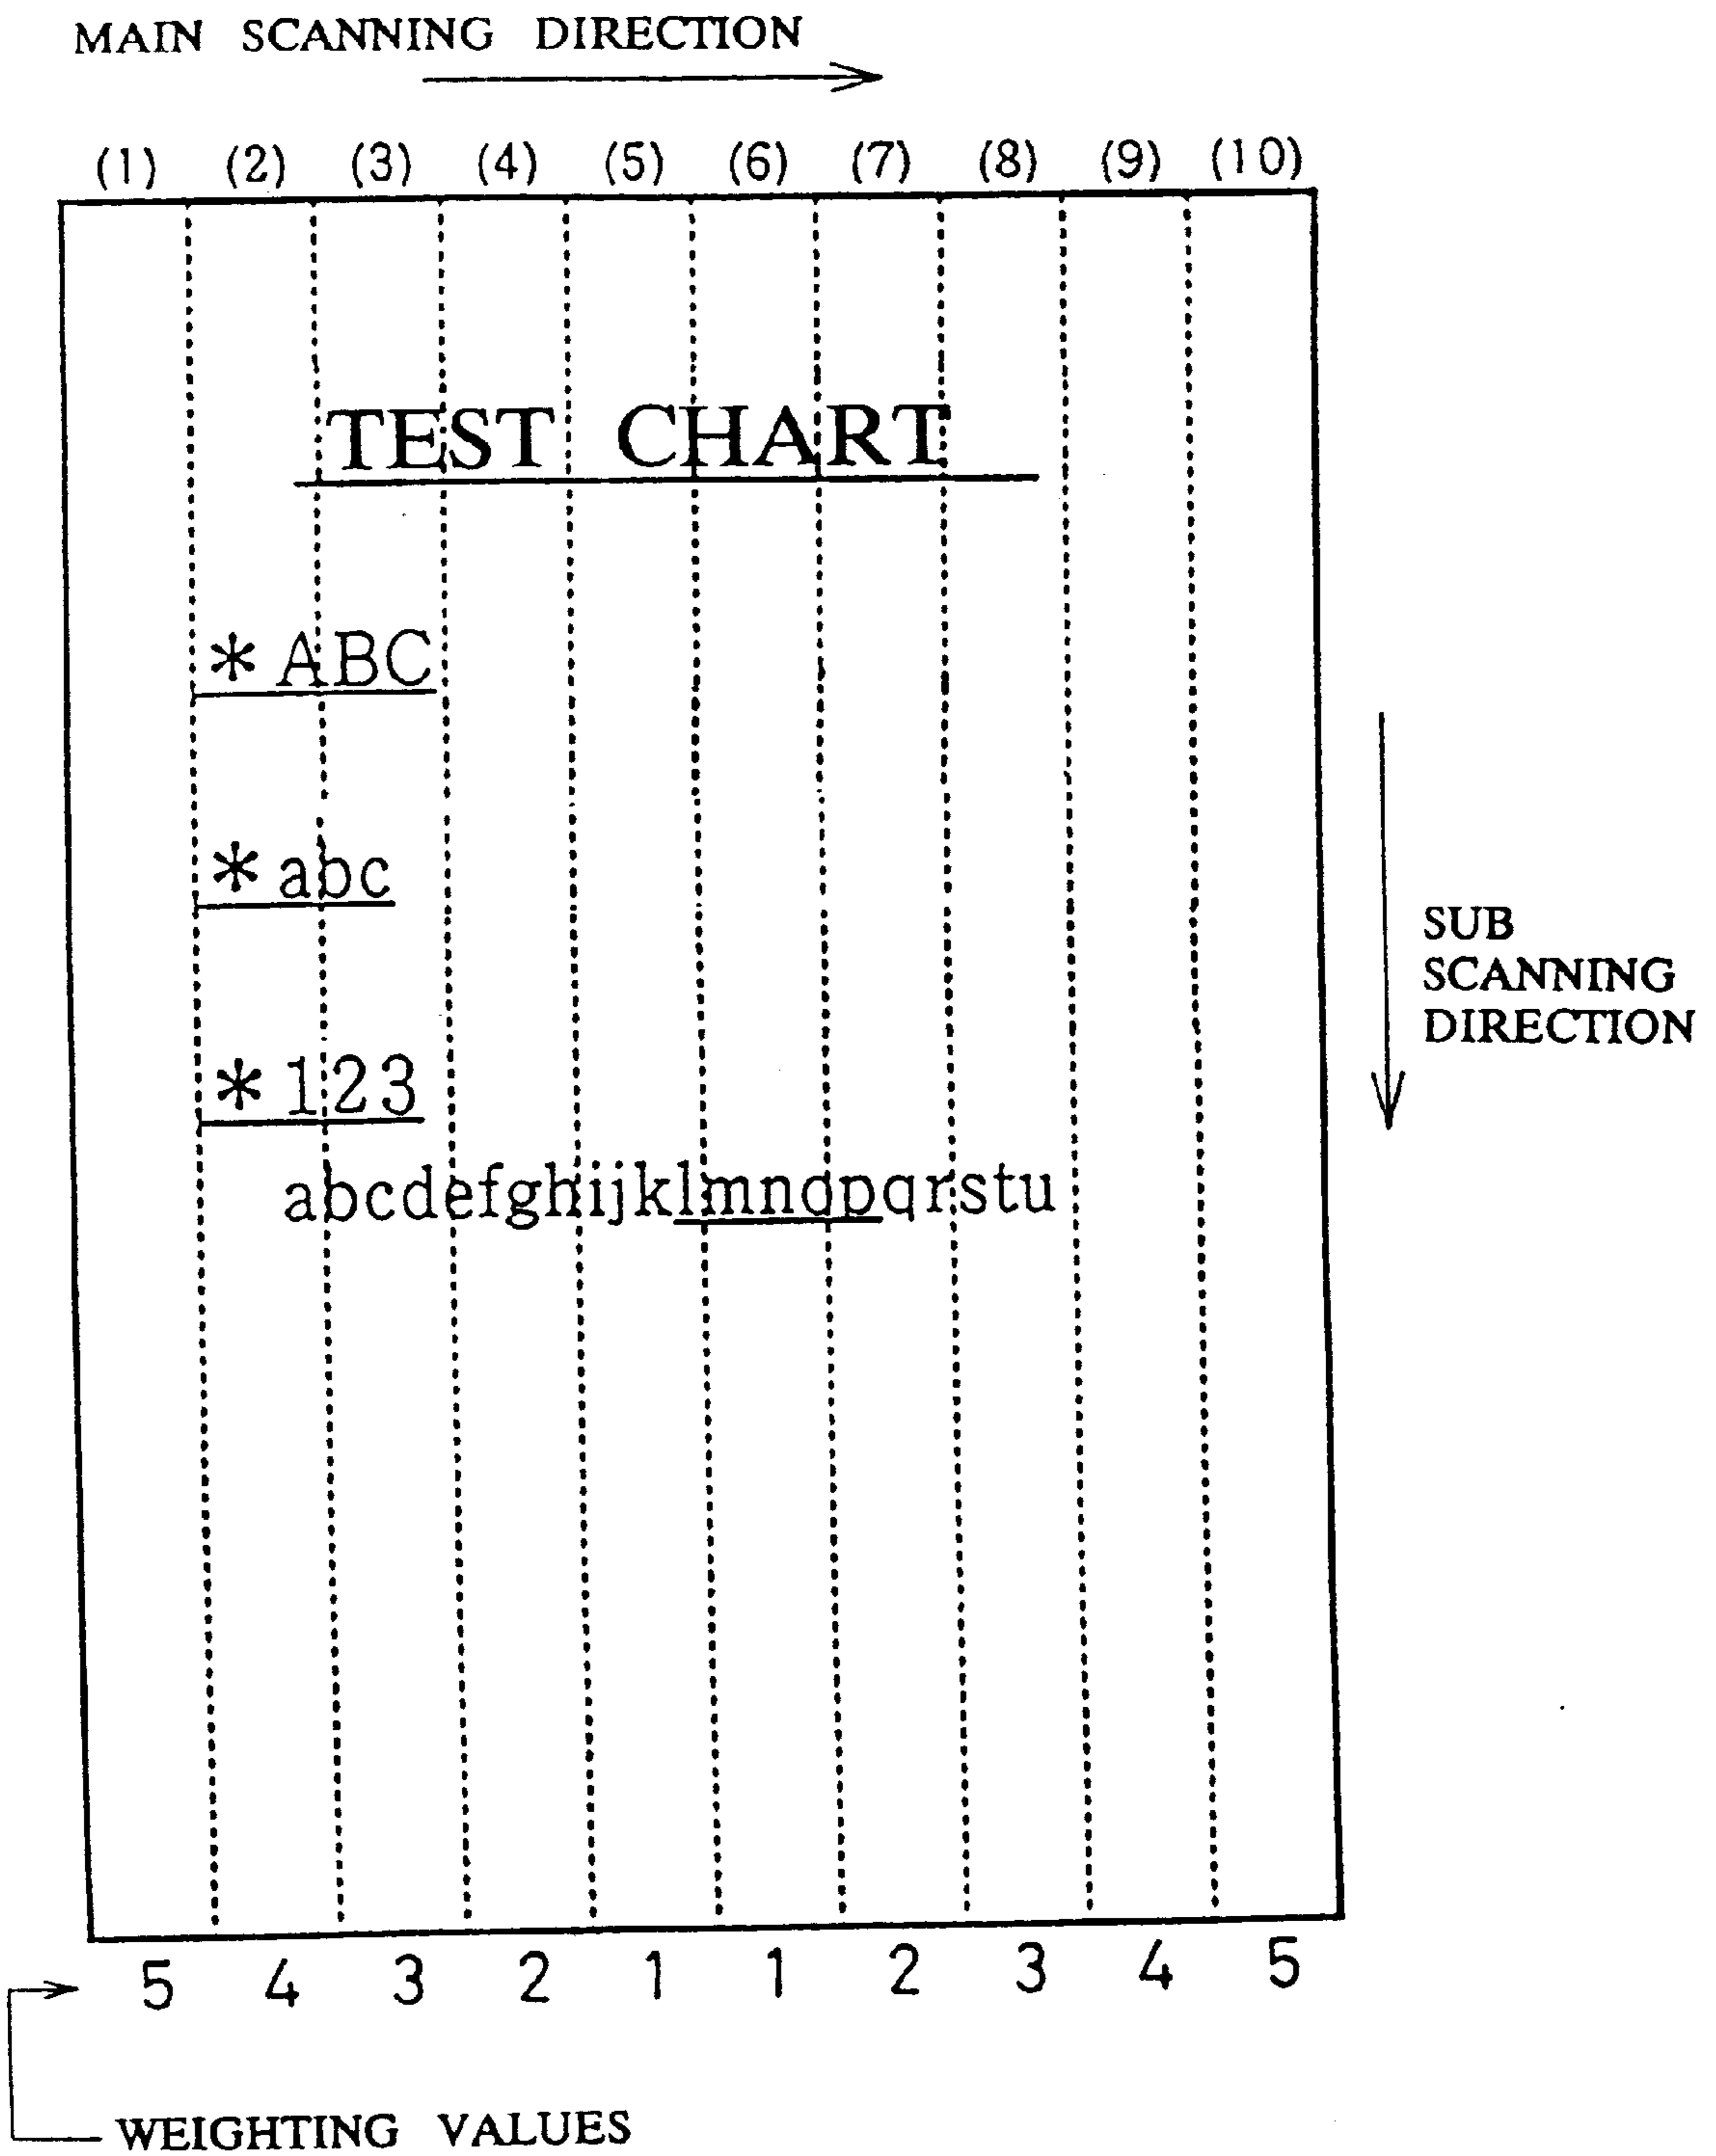 MAIN SCANNING DIRECTION
(1) (2) (3) (4) (5) (6) (7) (8) (9) (10)
TEST CHART
* ABC
* abc
* 123
abcdefghijklmnopqrstu
SUB
SCANNING
DIRECTION
5 4 3 2 1 1 2 3 4 5
WEIGHTING VALUES